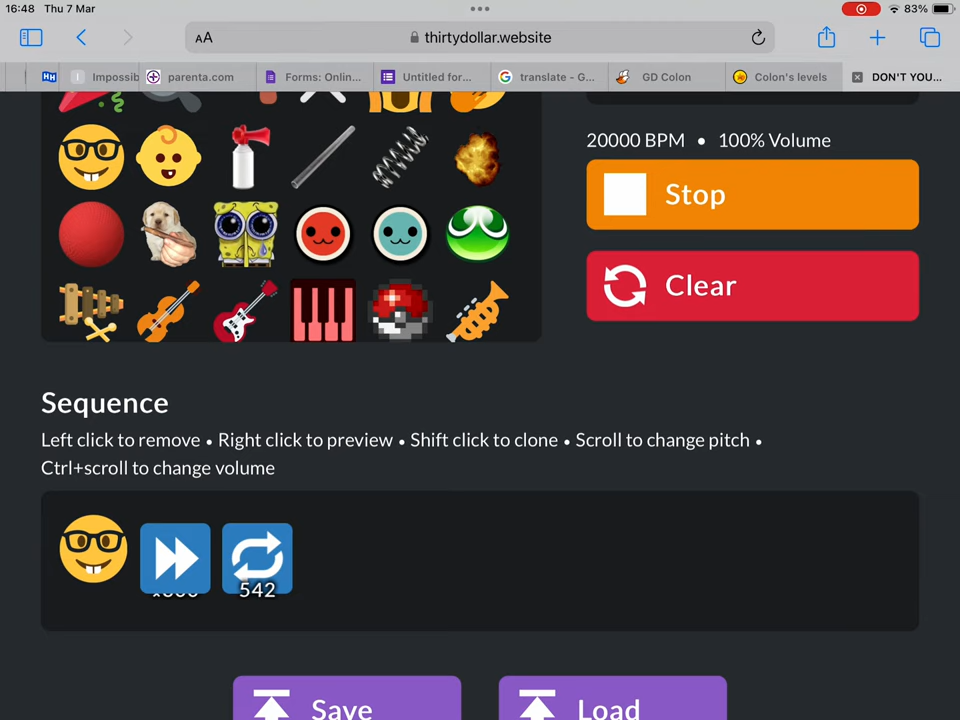 16:48 Thu 7 Mar 83%
AA thirtydollar.website
HH Impossib parenta.com Forms: Onlin... Untitled for... translate - G... GD Colon Colon's levels DON'T YOU...
20000 BPM • 100% Volume
Stop
Clear
Sequence
Left click to remove • Right click to preview • Shift click to clone • Scroll to change pitch •
Ctrl+scroll to change volume
542
Save Load